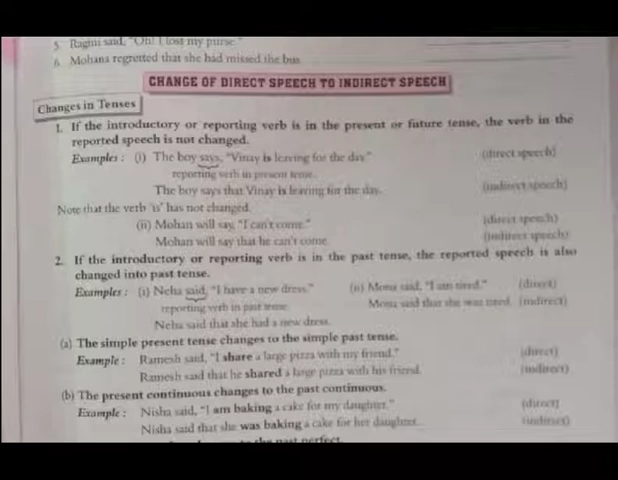 5. Raghu said, "Oh! I lost my purse."
6. Mohana regretted that she had missed the bus.
CHANGE OF DIRECT SPEECH TO INDIRECT SPEECH
Changes in Tenses
1. If the introductory or reporting verb is in the present or future tense, the verb in the
reported speech is not changed.
Examples : (i) The boy says, "Vinay is leaving for the day." (direct speech)
reporting verb in present tense
The boy says that Vinay is leaving for the day. (indirect speech)
Note that the verb 'is' has not changed.
(ii) Mohan will say, "I can't come." (direct speech)
Mohan will say that he can't come. (indirect speech)
2. If the introductory or reporting verb is in the past tense, the reported speech is also
changed into past tense.
Examples : (i) Neha said, "I have a new dress." (ii) Mona said, "I am tired." (direct)
reporting verb in past tense Mona said that she was tired. (indirect)
Neha said that she had a new dress.
(a) The simple present tense changes to the simple past tense.
Example : Ramesh said, "I share a large pizza with my friend." (direct)
Ramesh said that he shared a large pizza with his friend. (indirect)
(b) The present continuous changes to the past continuous.
Example : Nisha said, "I am baking a cake for my daughter." (direct)
Nisha said that she was baking a cake for her daughter. (indirect)
to the past perfect.